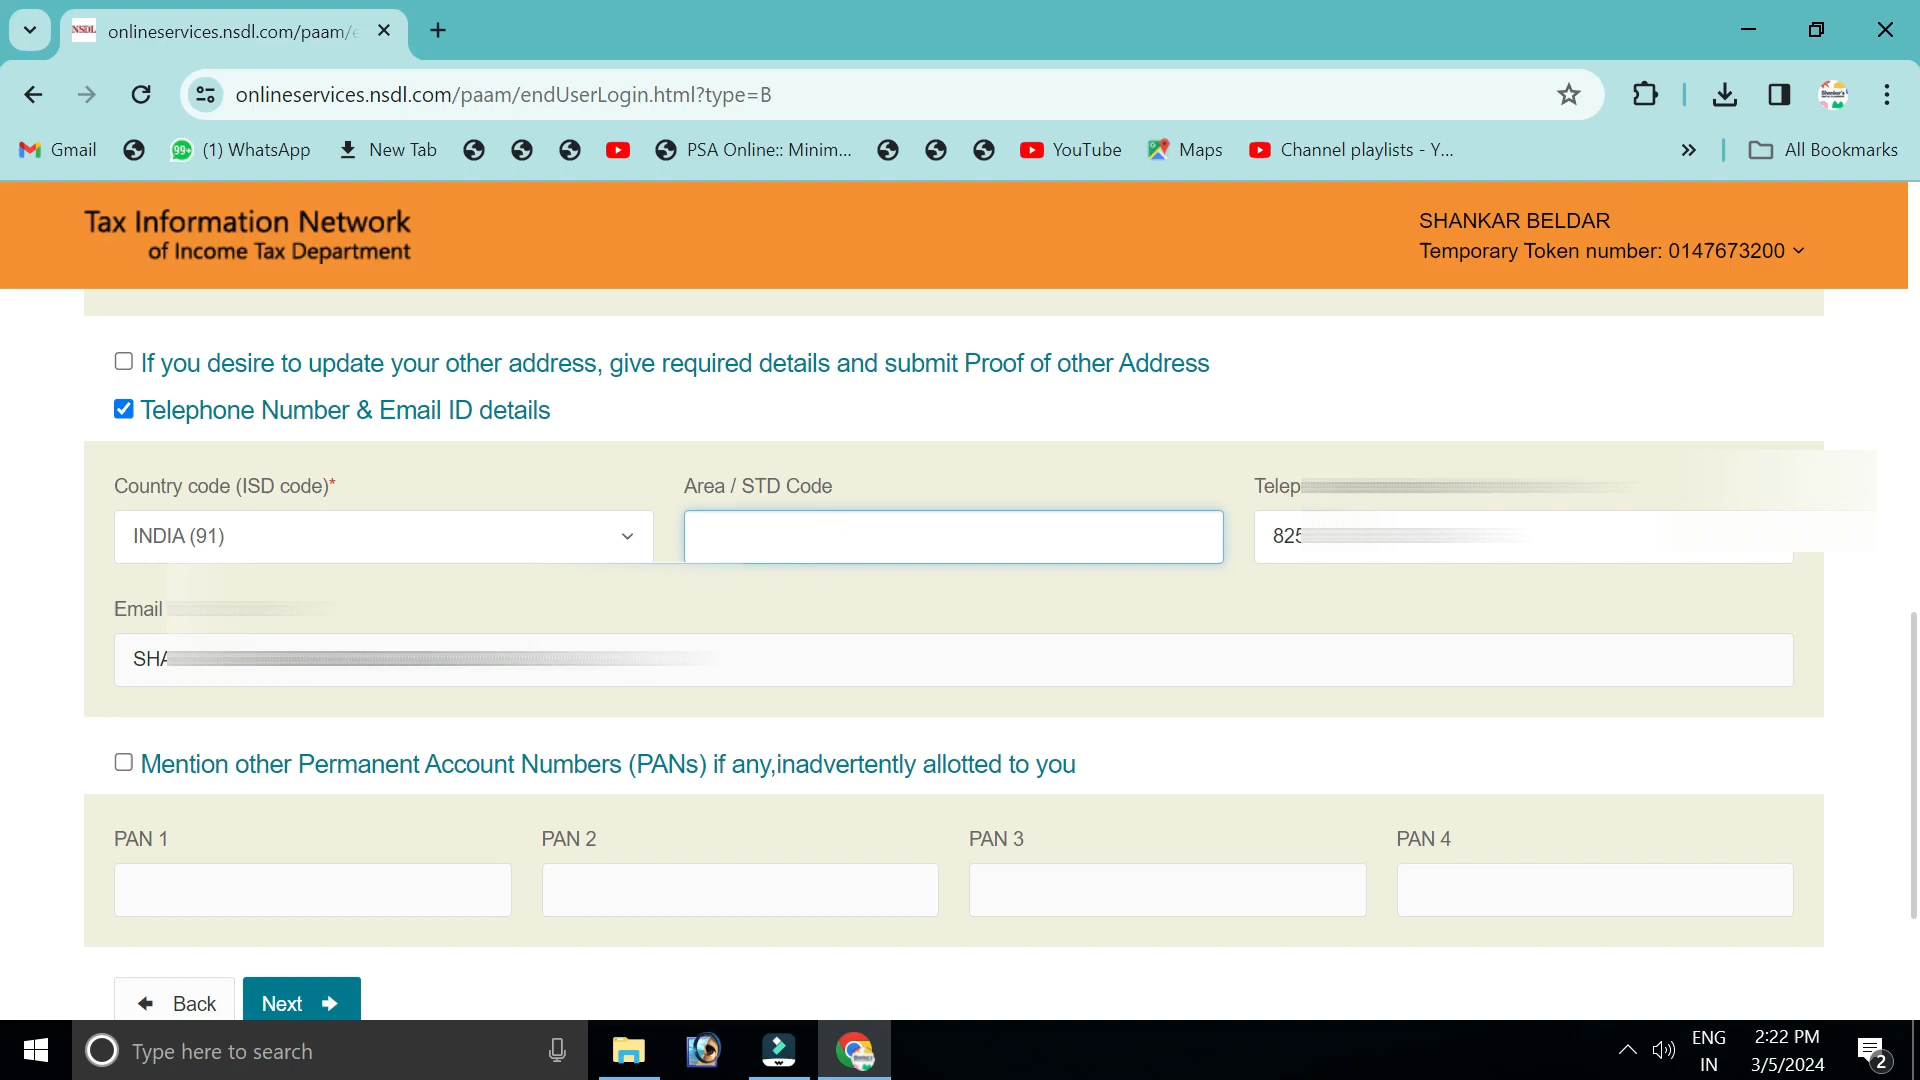 NSDL onlineservices.nsdl.com/paam/e
onlineservices.nsdl.com/paam/endUserLogin.html?type=B
Gmail (1) WhatsApp New Tab PSA Online:: Minim... YouTube Maps Channel playlists - Y... » All Bookmarks
Tax Information Network
of Income Tax Department
SHANKAR BELDAR
Temporary Token number: 0147673200
If you desire to update your other address, give required details and submit Proof of other Address
Telephone Number & Email ID details
Country code (ISD code)* Area / STD Code Telep
INDIA (91) 825
Email
SHA
Mention other Permanent Account Numbers (PANs) if any,inadvertently allotted to you
PAN 1 PAN 2 PAN 3 PAN 4
Back Next
Type here to search
ENG 2:22 PM
IN 3/5/2024 2